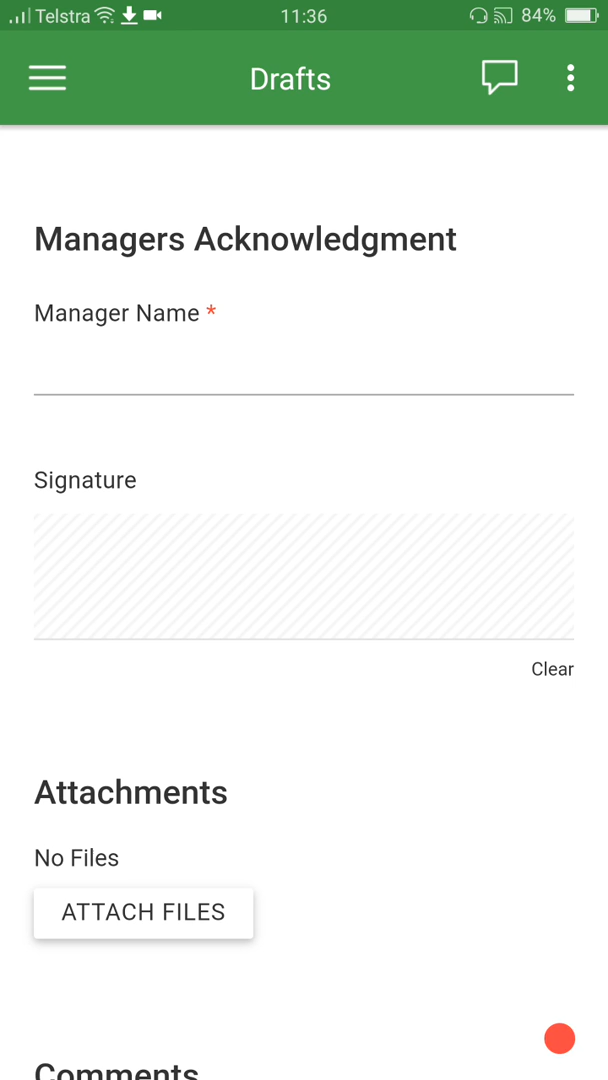 Telstra 11:36 84%
Drafts
Managers Acknowledgment
Manager Name *
Signature
Clear
Attachments
No Files
ATTACH FILES
Comments